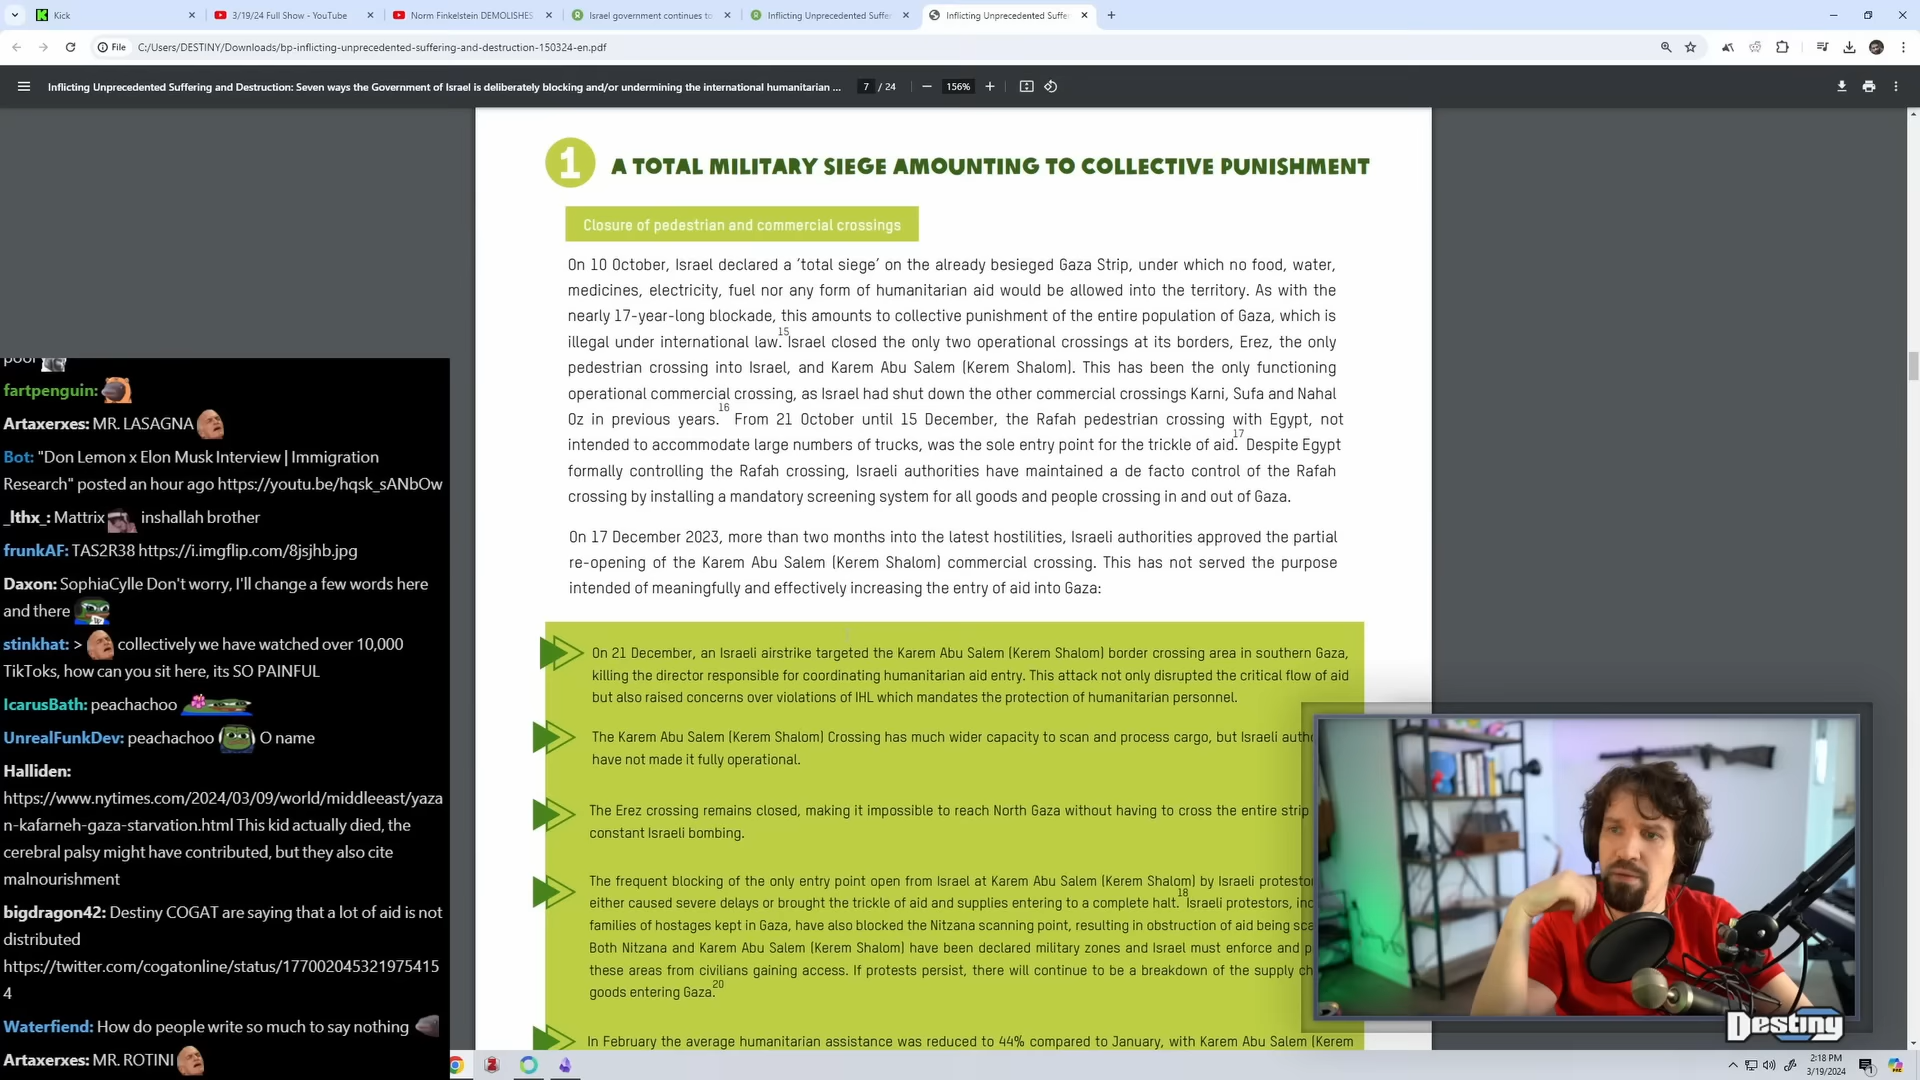 Kick
3/19/24 Full Show - YouTube
Norm Finkelstein DEMOLISHES
Israel government continues to
Inflicting Unprecedented Suffer
Inflicting Unprecedented Suffer
File
C:/Users/DESTINY/Downloads/bp-inflicting-unprecedented-suffering-and-destruction-150324-en.pdf
Inflicting Unprecedented Suffering and Destruction: Seven ways the Government of Israel is deliberately blocking and/or undermining the international humanitarian ...
7 / 24
156%
1 A TOTAL MILITARY SIEGE AMOUNTING TO COLLECTIVE PUNISHMENT
Closure of pedestrian and commercial crossings
On 10 October, Israel declared a ‘total siege’ on the already besieged Gaza Strip, under which no food, water,
medicines, electricity, fuel nor any form of humanitarian aid would be allowed into the territory. As with the
nearly 17-year-long blockade, this amounts to collective punishment of the entire population of Gaza, which is
illegal under international law.15 Israel closed the only two operational crossings at its borders, Erez, the only
pedestrian crossing into Israel, and Karem Abu Salem (Kerem Shalom). This has been the only functioning
operational commercial crossing, as Israel had shut down the other commercial crossings Karni, Sufa and Nahal
Oz in previous years.16 From 21 October until 15 December, the Rafah pedestrian crossing with Egypt, not
intended to accommodate large numbers of trucks, was the sole entry point for the trickle of aid.17 Despite Egypt
formally controlling the Rafah crossing, Israeli authorities have maintained a de facto control of the Rafah
crossing by installing a mandatory screening system for all goods and people crossing in and out of Gaza.
On 17 December 2023, more than two months into the latest hostilities, Israeli authorities approved the partial
re-opening of the Karem Abu Salem (Kerem Shalom) commercial crossing. This has not served the purpose
intended of meaningfully and effectively increasing the entry of aid into Gaza:
On 21 December, an Israeli airstrike targeted the Karem Abu Salem (Kerem Shalom) border crossing area in southern Gaza,
killing the director responsible for coordinating humanitarian aid entry. This attack not only disrupted the critical flow of aid
but also raised concerns over violations of IHL which mandates the protection of humanitarian personnel.
The Karem Abu Salem (Kerem Shalom) Crossing has much wider capacity to scan and process cargo, but Israeli auth
have not made it fully operational.
The Erez crossing remains closed, making it impossible to reach North Gaza without having to cross the entire strip
constant Israeli bombing.
The frequent blocking of the only entry point open from Israel at Karem Abu Salem (Kerem Shalom) by Israeli protesto
either caused severe delays or brought the trickle of aid and supplies entering to a complete halt.18 Israeli protestors, in
families of hostages kept in Gaza, have also blocked the Nitzana scanning point, resulting in obstruction of aid being sc
Both Nitzana and Karem Abu Salem (Kerem Shalom) have been declared military zones and Israel must enforce and p
these areas from civilians gaining access. If protests persist, there will continue to be a breakdown of the supply ch
goods entering Gaza.20
In February the average humanitarian assistance was reduced to 44% compared to January, with Karem Abu Salem (Kerem
poor
fartpenguin:
Artaxerxes: MR. LASAGNA
Bot: "Don Lemon x Elon Musk Interview | Immigration
Research" posted an hour ago https://youtu.be/hqsk_sANbOw
_lthx_: Mattrix inshallah brother
frunkAF: TAS2R38 https://i.imgflip.com/8jsjhb.jpg
Daxon: SophiaCylle Don't worry, I'll change a few words here
and there
stinkhat: > collectively we have watched over 10,000
TikToks, how can you sit here, its SO PAINFUL
IcarusBath: peachachoo
UnrealFunkDev: peachachoo O name
Halliden:
https://www.nytimes.com/2024/03/09/world/middleeast/yaza
n-kafarneh-gaza-starvation.html This kid actually died, the
cerebral palsy might have contributed, but they also cite
malnourishment
bigdragon42: Destiny COGAT are saying that a lot of aid is not
distributed
https://twitter.com/cogatonline/status/177002045321975415
4
Waterfiend: How do people write so much to say nothing
Artaxerxes: MR. ROTINI
Destiny
2:18 PM
3/19/2024